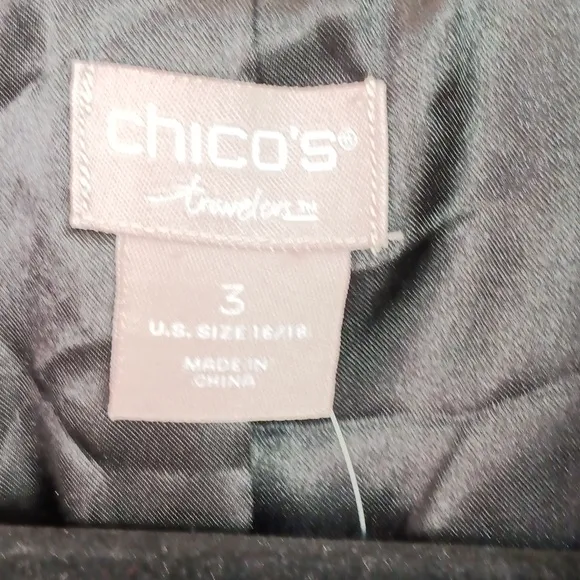 chico's®
travelers™
3
U.S. SIZE 16/18
MADE IN
CHINA